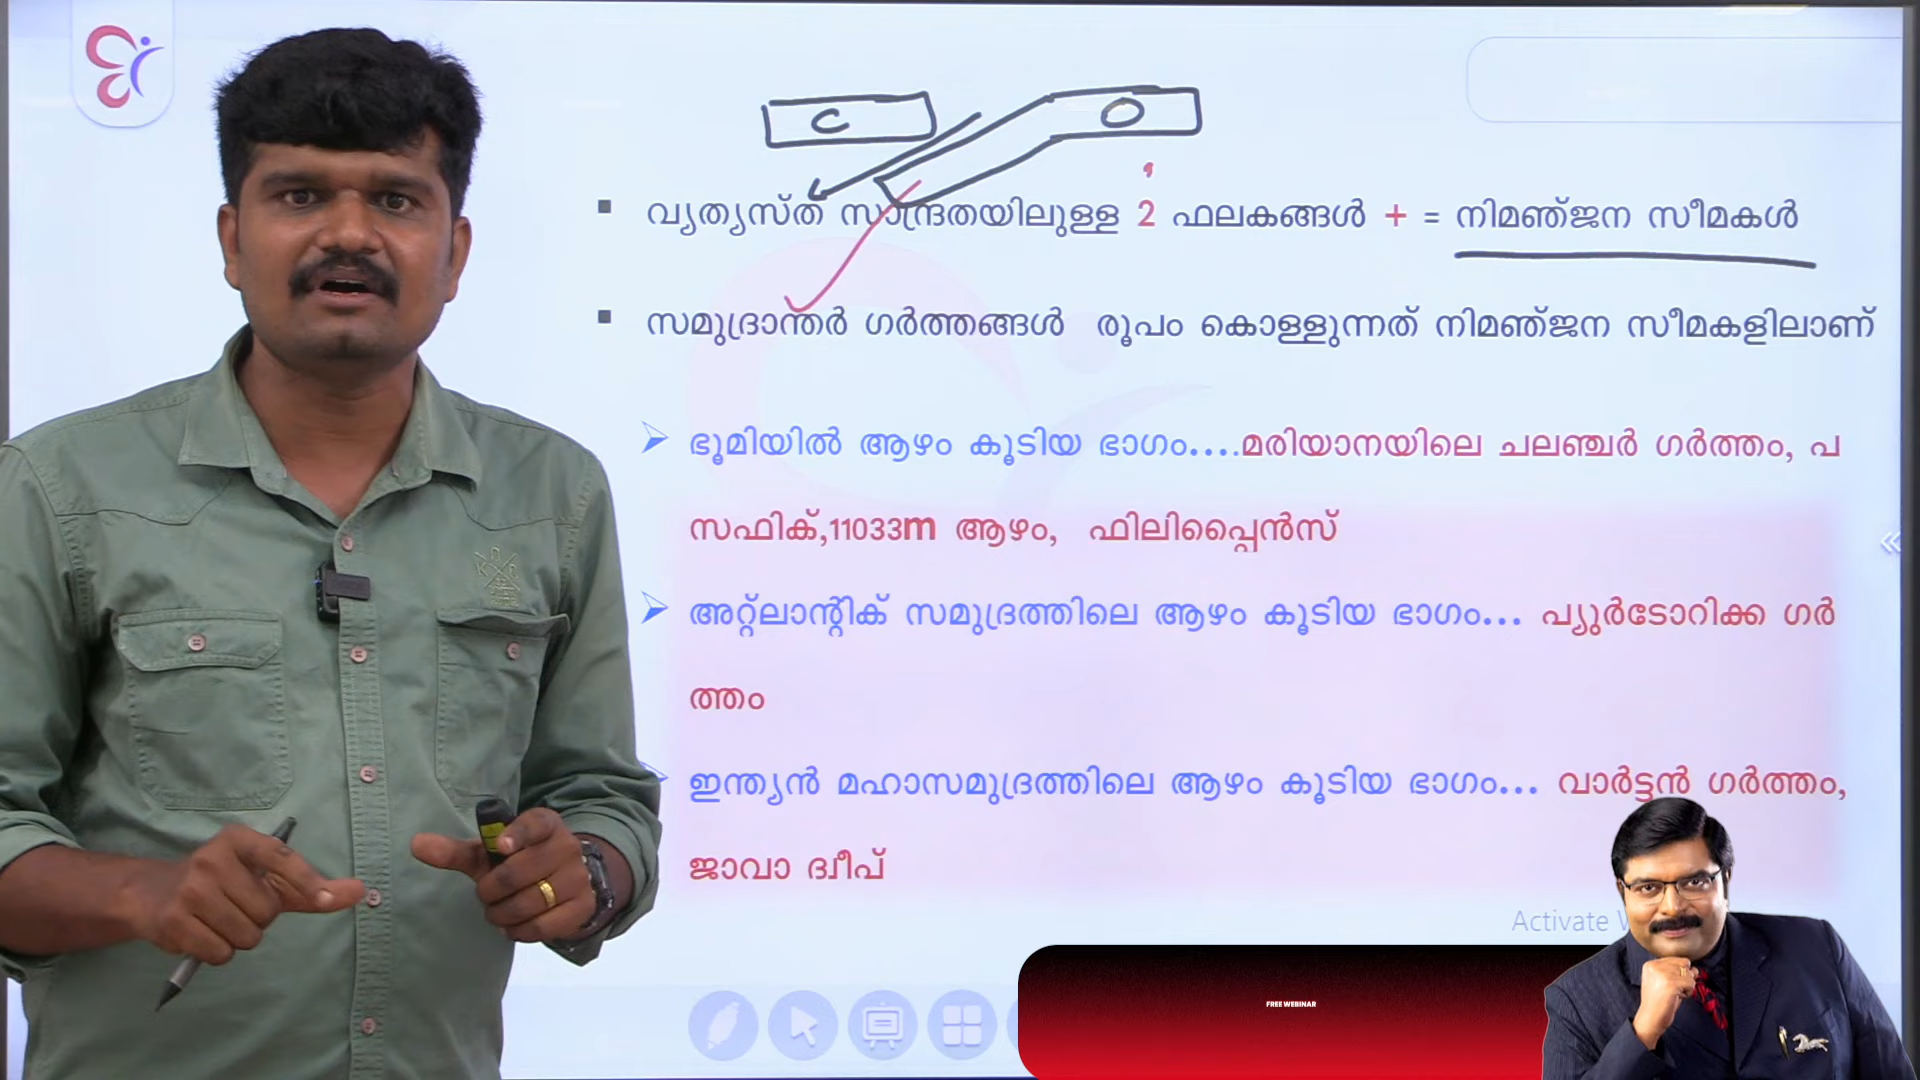 C
O
▪ വ്യത്യസ്ത സാന്ദ്രതയിലുള്ള 2 ഫലകങ്ങൾ + = നിമഞ്ജന സീമകൾ
▪ സമുദ്രാന്തർ ഗർത്തങ്ങൾ രൂപം കൊള്ളുന്നത് നിമഞ്ജന സീമകളിലാണ്
➢ ഭൂമിയിൽ ആഴം കൂടിയ ഭാഗം....മരിയാനയിലെ ചലഞ്ചർ ഗർത്തം, പ
സഫിക്,11033m ആഴം, ഫിലിപ്പൈൻസ്
➢ അറ്റ്ലാന്റിക് സമുദ്രത്തിലെ ആഴം കൂടിയ ഭാഗം... പ്യുർടോറിക്ക ഗർ
ത്തം
➢ ഇന്ത്യൻ മഹാസമുദ്രത്തിലെ ആഴം കൂടിയ ഭാഗം... വാർട്ടൻ ഗർത്തം,
ജാവാ ദ്വീപ്
Activate
FREE WEBINAR